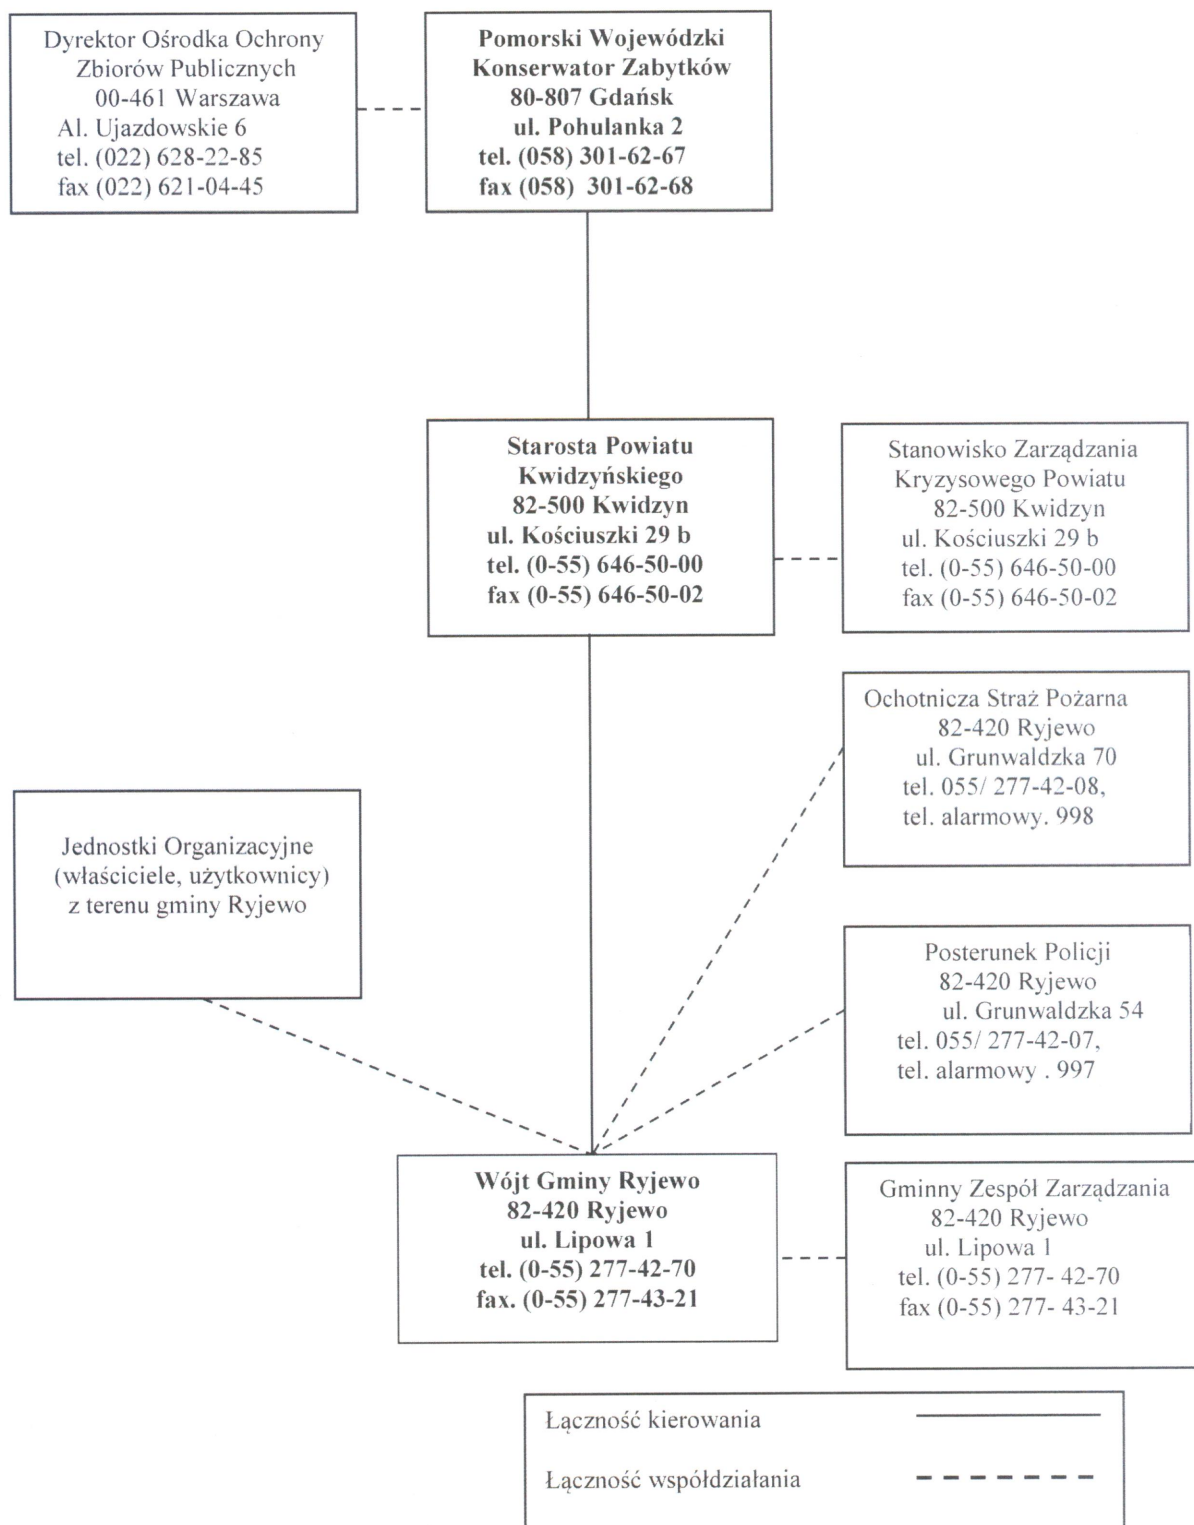 Dyrektor Ośrodka Ochrony
Zbiorów Publicznych
00-461 Warszawa
Al. Ujazdowskie 6
tel. (022) 628-22-85
fax (022) 621-04-45
Pomorski Wojewódzki
Konserwator Zabytków
80-807 Gdańsk
ul. Pohulanka 2
tel. (058) 301-62-67
fax (058) 301-62-68
Starosta Powiatu
Kwidzyńskiego
82-500 Kwidzyn
ul. Kościuszki 29 b
tel. (0-55) 646-50-00
fax (0-55) 646-50-02
Stanowisko Zarządzania
Kryzysowego Powiatu
82-500 Kwidzyn
ul. Kościuszki 29 b
tel. (0-55) 646-50-00
fax (0-55) 646-50-02
Ochotnicza Straż Pożarna
82-420 Ryjewo
ul. Grunwaldzka 70
tel. 055/ 277-42-08,
tel. alarmowy. 998
Jednostki Organizacyjne
(właściciele, użytkownicy)
z terenu gminy Ryjewo
Posterunek Policji
82-420 Ryjewo
ul. Grunwaldzka 54
tel. 055/ 277-42-07,
tel. alarmowy . 997
Wójt Gminy Ryjewo
82-420 Ryjewo
ul. Lipowa 1
tel. (0-55) 277-42-70
fax. (0-55) 277-43-21
Gminny Zespół Zarządzania
82-420 Ryjewo
ul. Lipowa 1
tel. (0-55) 277- 42-70
fax (0-55) 277- 43-21
Łączność kierowania
Łączność współdziałania